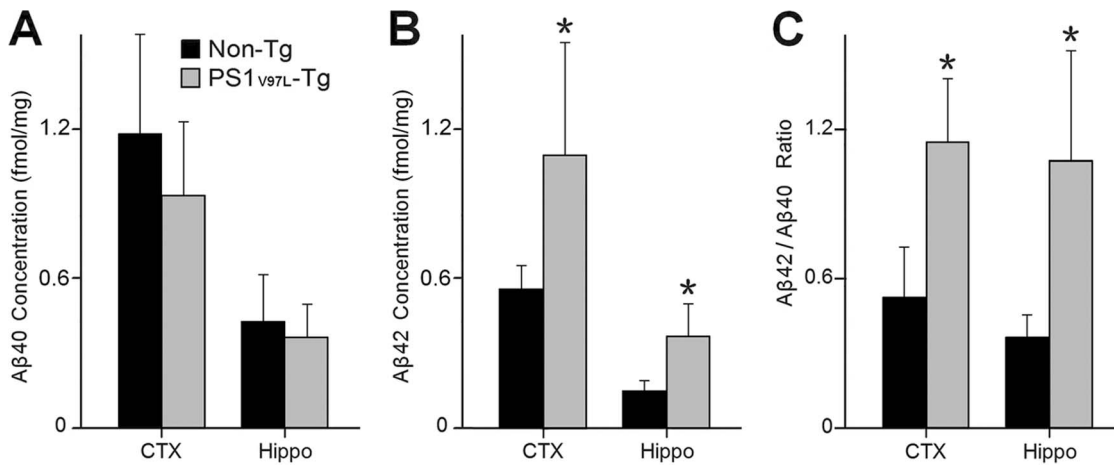 A
Non-Tg
PS1V97L-Tg
Aβ40 Concentration (fmol/mg)
1.2
0.6
0
CTX
Hippo
B
Aβ42 Concentration (fmol/mg)
1.2
0.6
0
*
*
CTX
Hippo
C
Aβ42 / Aβ40 Ratio
1.2
0.6
0
*
*
CTX
Hippo